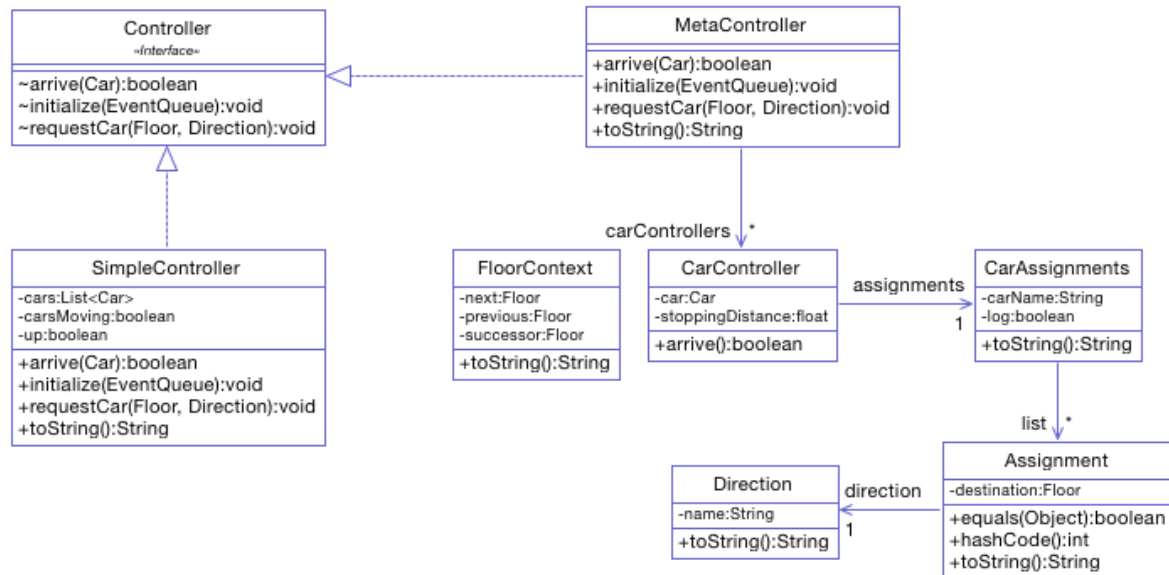 Controller
«Interface»
~arrive(Car):boolean
~initialize(EventQueue):void
~requestCar(Floor, Direction):void
MetaController
+arrive(Car):boolean
+initialize(EventQueue):void
+requestCar(Floor, Direction):void
+toString():String
carControllers
*
SimpleController
-cars:List<Car>
-carsMoving:boolean
-up:boolean
+arrive(Car):boolean
+initialize(EventQueue):void
+requestCar(Floor, Direction):void
+toString():String
FloorContext
-next:Floor
-previous:Floor
-successor:Floor
+toString():String
CarController
-car:Car
-stoppingDistance:float
+arrive():boolean
assignments
1
CarAssignments
-carName:String
-log:boolean
+toString():String
list
*
Direction
-name:String
+toString():String
direction
1
Assignment
-destination:Floor
+equals(Object):boolean
+hashCode():int
+toString():String